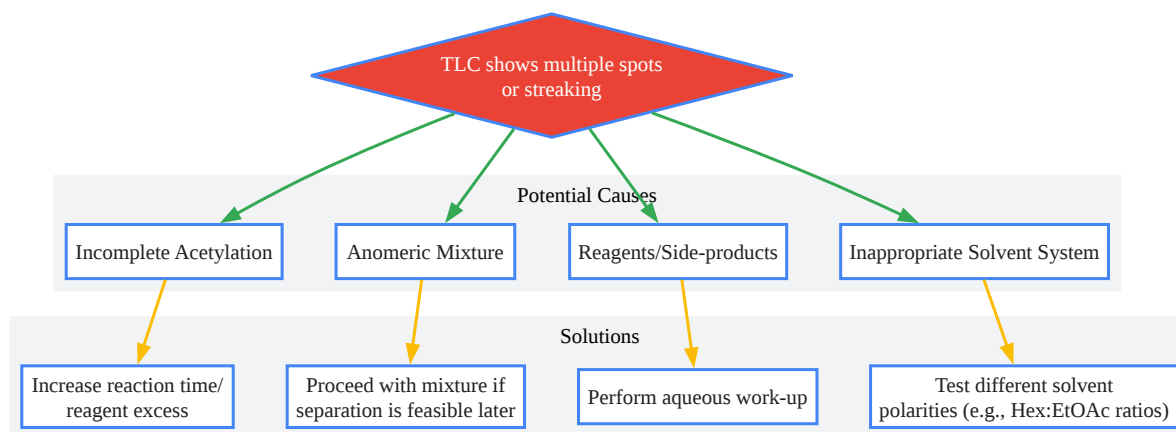 TLC shows multiple spots
or streaking
Potential Causes
Incomplete Acetylation
Anomeric Mixture
Reagents/Side-products
Inappropriate Solvent System
Solutions
Increase reaction time/
reagent excess
Proceed with mixture if
separation is feasible later
Perform aqueous work-up
Test different solvent
polarities (e.g., Hex:EtOAc ratios)